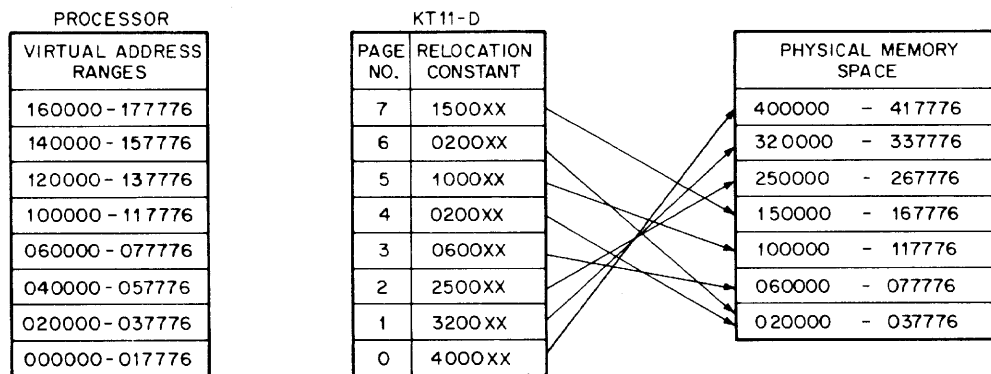 PROCESSOR
VIRTUAL ADDRESS
RANGES
160000-177776
140000-157776
120000-137776
100000-117776
060000-077776
040000-057776
020000-037776
000000-017776
KT11-D
PAGE NO. RELOCATION CONSTANT
7 1500XX
6 0200XX
5 1000XX
4 0200XX
3 0600XX
2 2500XX
1 3200XX
0 4000XX
PHYSICAL MEMORY
SPACE
400000 - 417776
320000 - 337776
250000 - 267776
150000 - 167776
100000 - 117776
060000 - 077776
020000 - 037776